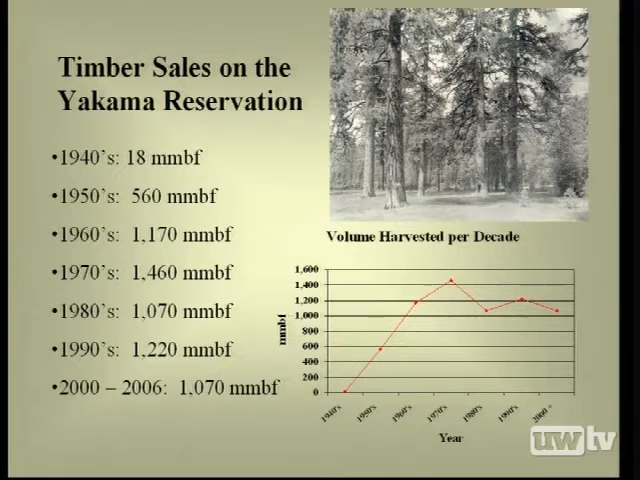 Timber Sales on the
Yakama Reservation
•1940's: 18 mmbf
•1950's: 560 mmbf
•1960's: 1,170 mmbf
•1970's: 1,460 mmbf
•1980's: 1,070 mmbf
•1990's: 1,220 mmbf
•2000 – 2006: 1,070 mmbf
Volume Harvested per Decade
1,600
1,400
1,200
1,000
800
600
400
200
0
mmbf
1940's
1950's
1960's
1970's
1980's
1990's
2000 +
Year
uwtv